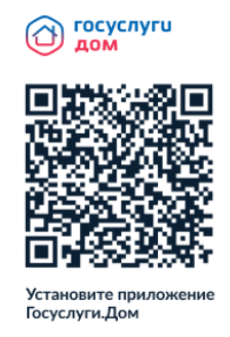 госуслуги
дом
Установите приложение
Госуслуги.Дом